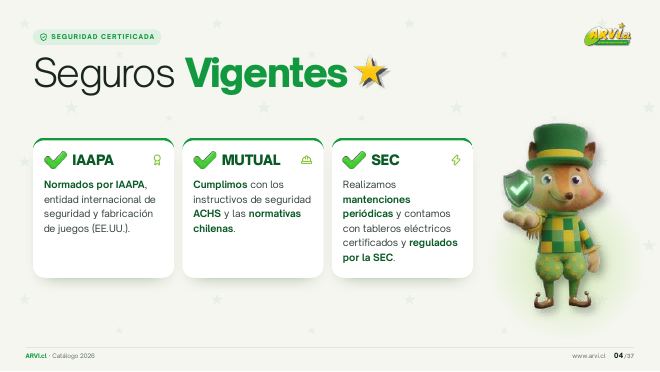 SEGURIDAD CERTIFICADA
ARVI.cl
Seguros Vigentes
IAAPA
Normados por IAAPA,
entidad internacional de
seguridad y fabricación
de juegos (EE.UU.).
MUTUAL
Cumplimos con los
instructivos de seguridad
ACHS y las normativas
chilenas.
SEC
Realizamos
mantenciones
periódicas y contamos
con tableros eléctricos
certificados y regulados
por la SEC.
ARVI.cl · Catálogo 2026
www.arvi.cl 04/37